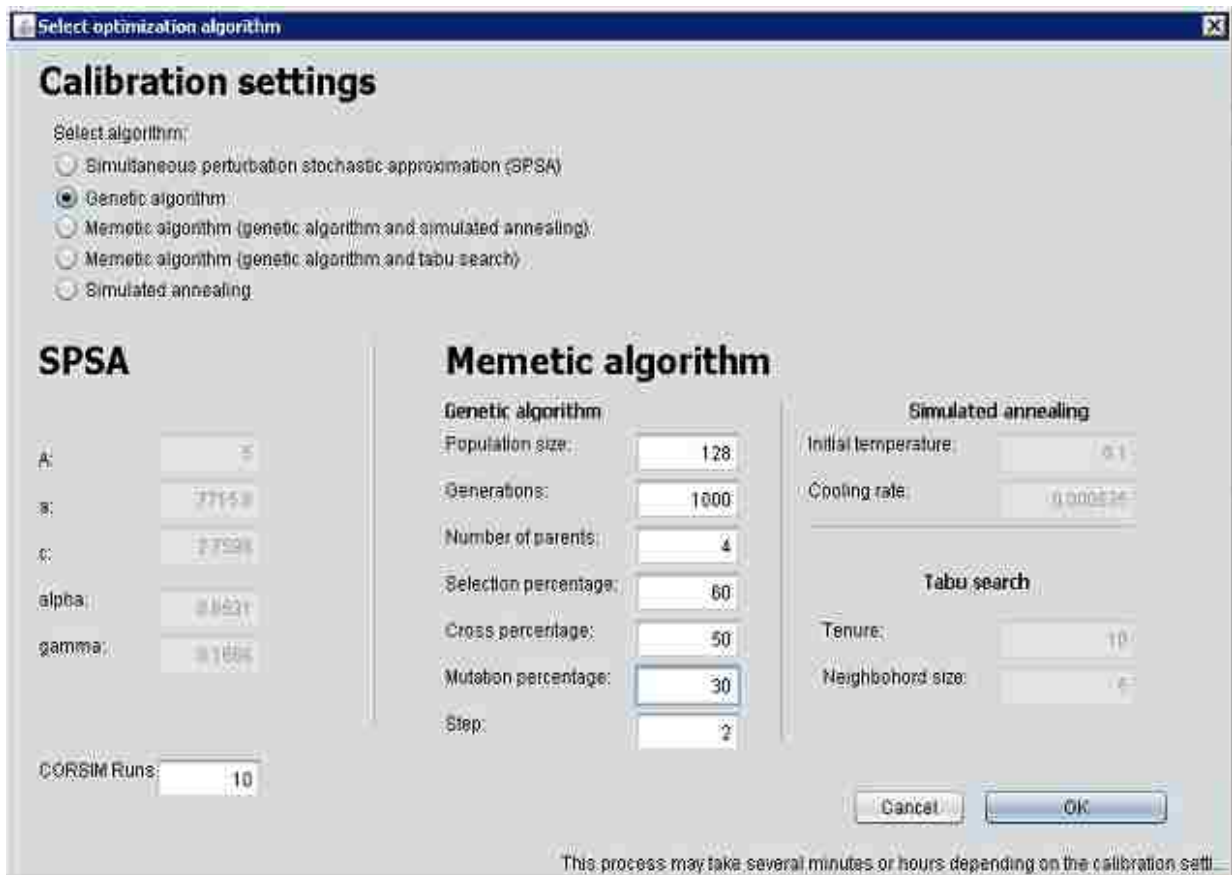 Select optimization algorithm
Calibration settings
Select algorithm:
Simultaneous perturbation stochastic approximation (SPSA)
Genetic algorithm
Memetic algorithm (genetic algorithm and simulated annealing)
Memetic algorithm (genetic algorithm and tabu search)
Simulated annealing
SPSA
A: 5
a:
c:
alpha:
gamma:
CORSIM Runs: 10
Memetic algorithm
Genetic algorithm
Population size: 128
Generations: 1000
Number of parents: 4
Selection percentage: 60
Cross percentage: 50
Mutation percentage: 30
Step: 2
Simulated annealing
Initial temperature: 0.1
Cooling rate:
Tabu search
Tenure: 10
Neighbohord size:
Cancel OK
This process may take several minutes or hours depending on the calibration setti...